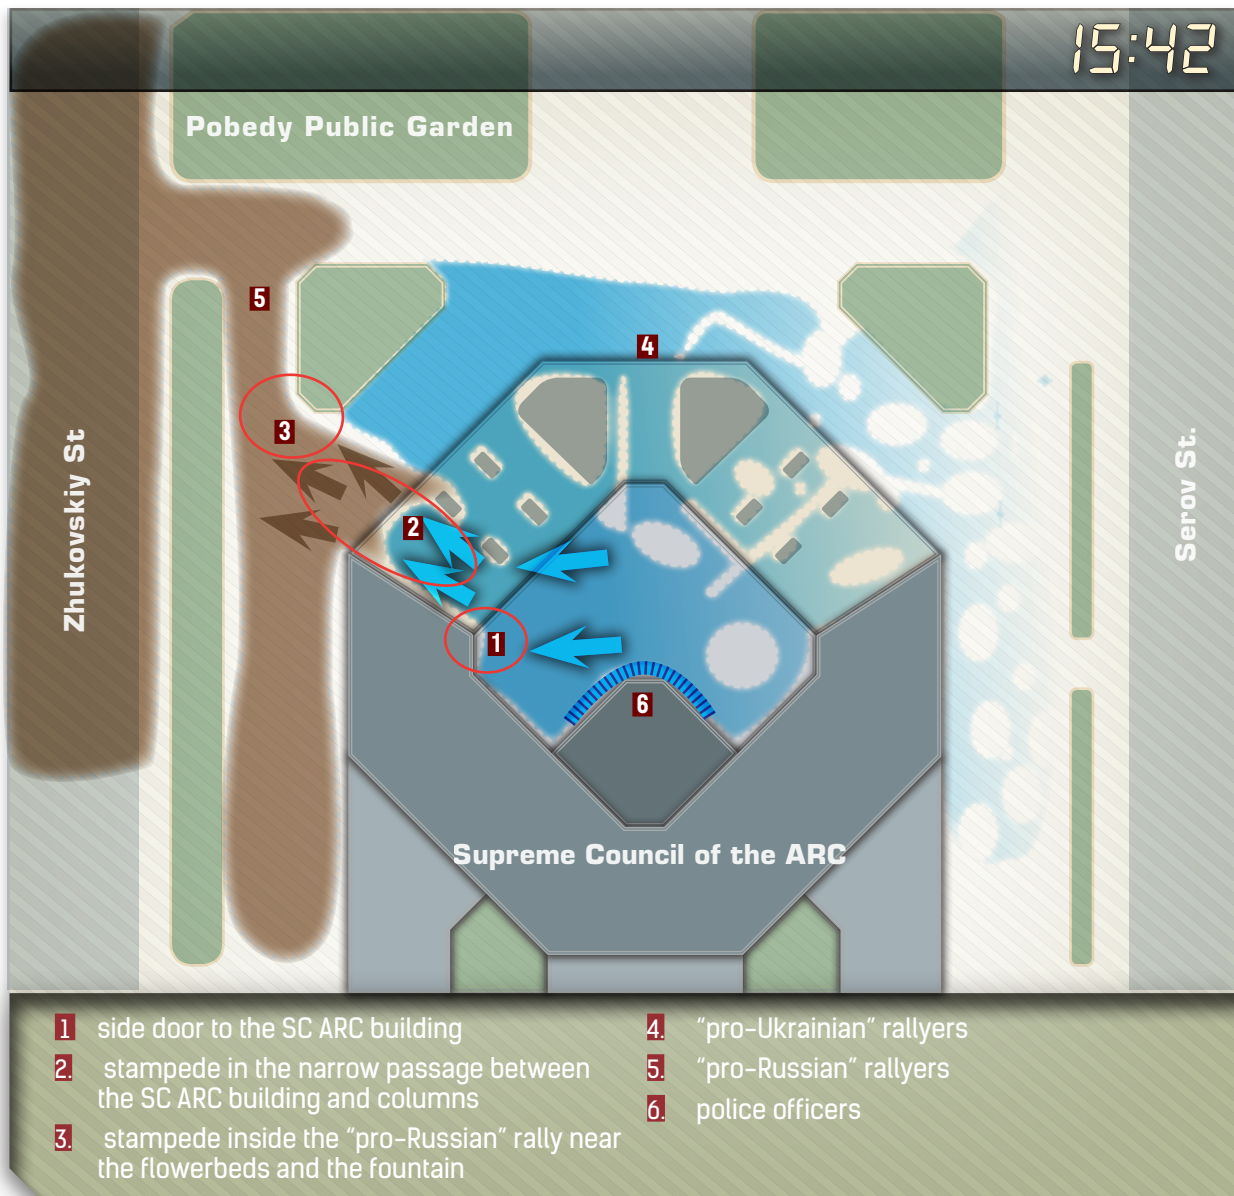 15:42
Pobedy Public Garden
5
4
3
2
Zhukovskiy St
Serov St.
1
6
Supreme Council of the ARC
1 side door to the SC ARC building
2. stampede in the narrow passage between
the SC ARC building and columns
3. stampede inside the “pro-Russian” rally near
the flowerbeds and the fountain
4. “pro-Ukrainian” rallyers
5. “pro-Russian” rallyers
6. police officers